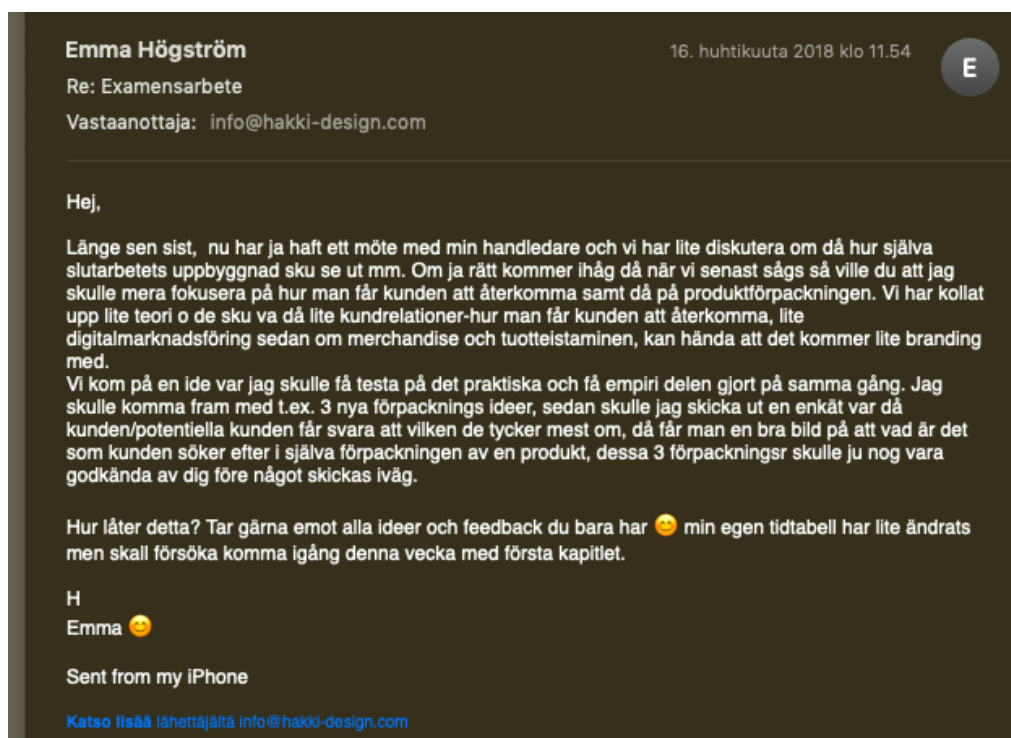 Emma Högström
16. huhtikuuta 2018 klo 11.54
E
Re: Examensarbete
Vastaanottaja: info@hakki-design.com
Hej,
Länge sen sist, nu har ja haft ett möte med min handledare och vi har lite diskutera om då hur själva
slutarbetets uppbyggnad sku se ut mm. Om ja rätt kommer ihåg då när vi senast sågs så ville du att jag
skulle mera fokusera på hur man får kunden att återkomma samt då på produktförpackningen. Vi har kollat
upp lite teori o de sku va då lite kundrelationer-hur man får kunden att återkomma, lite
digitalmarknadsföring sedan om merchandise och tuotteistaminen, kan hända att det kommer lite branding
med.
Vi kom på en ide var jag skulle få testa på det praktiska och få empiri delen gjort på samma gång. Jag
skulle komma fram med t.ex. 3 nya förpacknings ideer, sedan skulle jag skicka ut en enkät var då
kunden/potentiella kunden får svara att vilken de tycker mest om, då får man en bra bild på att vad är det
som kunden söker efter i själva förpackningen av en produkt, dessa 3 förpackningsr skulle ju nog vara
godkända av dig före något skickas iväg.
Hur låter detta? Tar gärna emot alla ideer och feedback du bara har 😊 min egen tidtabell har lite ändrats
men skall försöka komma igång denna vecka med första kapitlet.
H
Emma 😊
Sent from my iPhone
Katso lisää lähettäjältä info@hakki-design.com